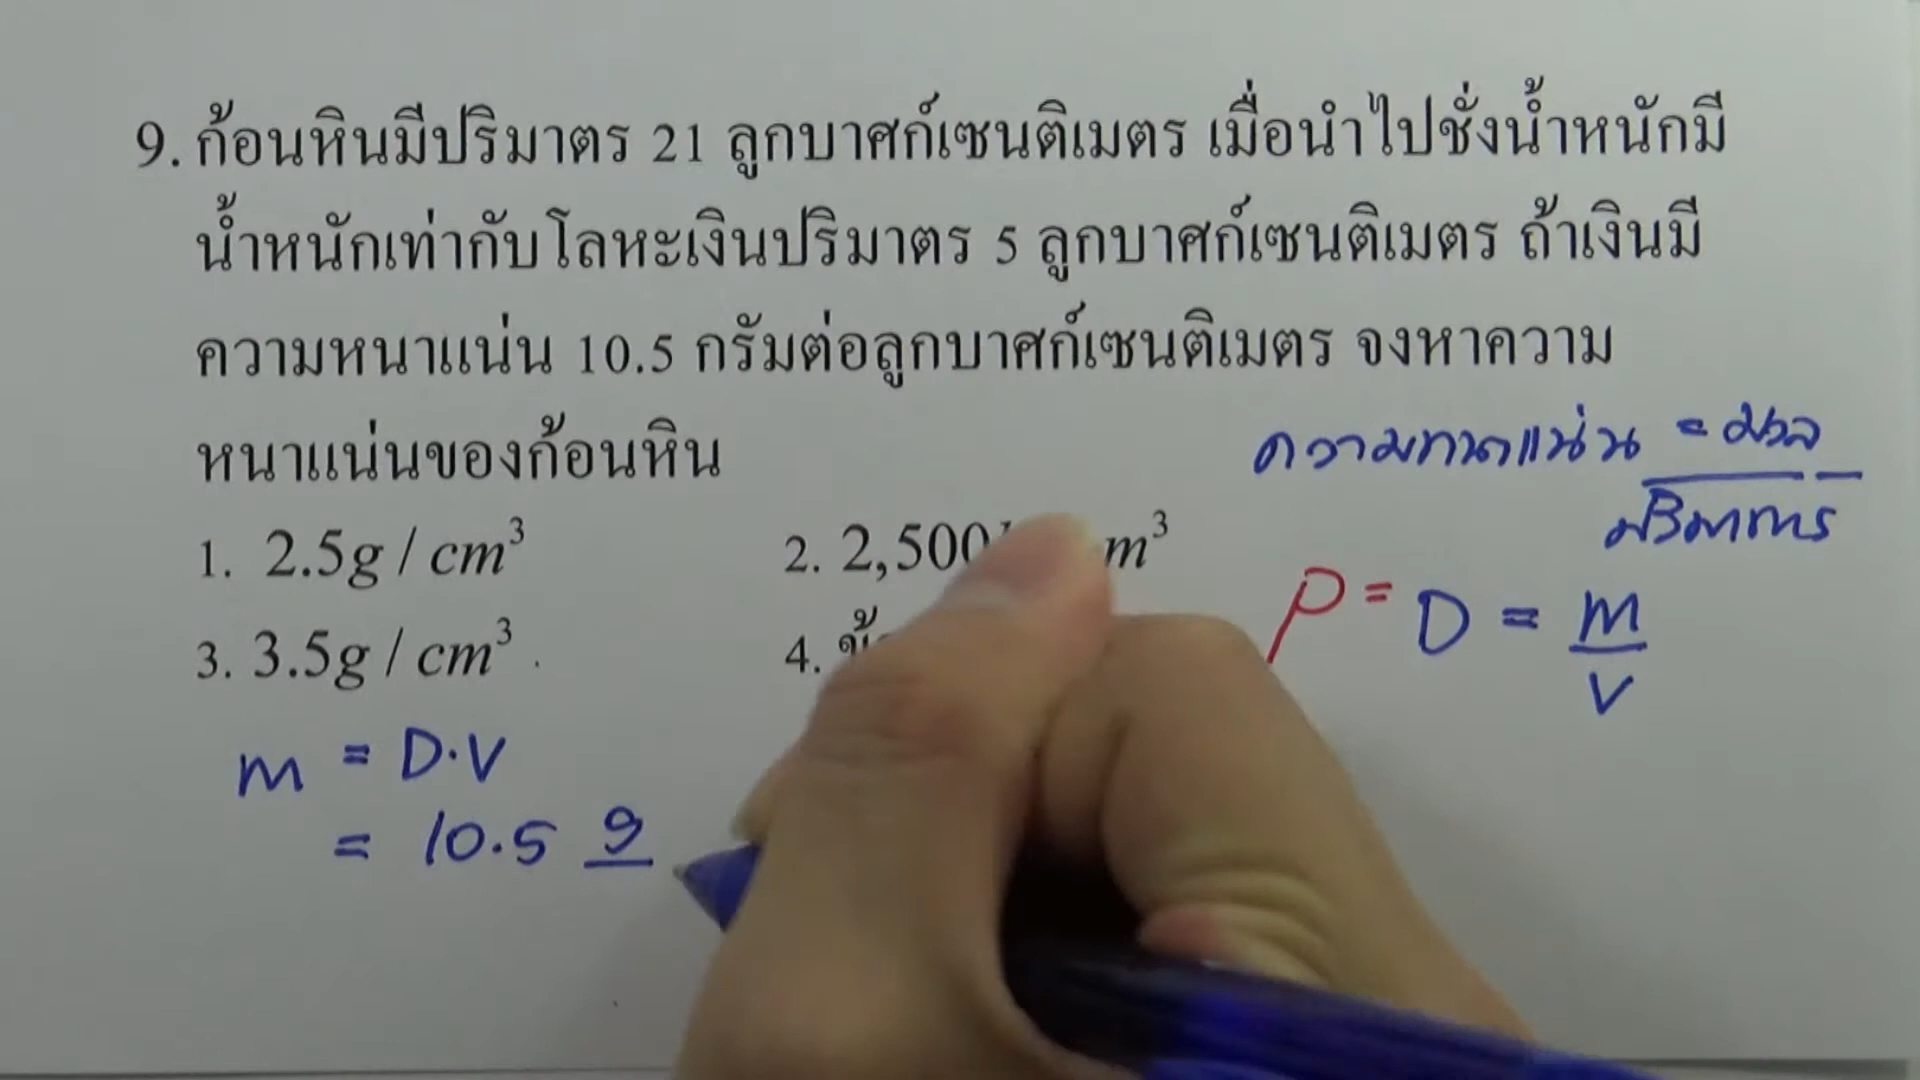 9. ก้อนหินมีปริมาตร 21 ลูกบาศก์เซนติเมตร เมื่อนำไปชั่งน้ำหนักมี
น้ำหนักเท่ากับโลหะเงินปริมาตร 5 ลูกบาศก์เซนติเมตร ถ้าเงินมี
ความหนาแน่น 10.5 กรัมต่อลูกบาศก์เซนติเมตร จงหาความ
หนาแน่นของก้อนหิน
ความหนาแน่น = มวล
ปริมาตร
1. 2.5g / cm³
2. 2,500 m³
ρ = D = m
V
3. 3.5g / cm³
4.
m = D.V
= 10.5 g